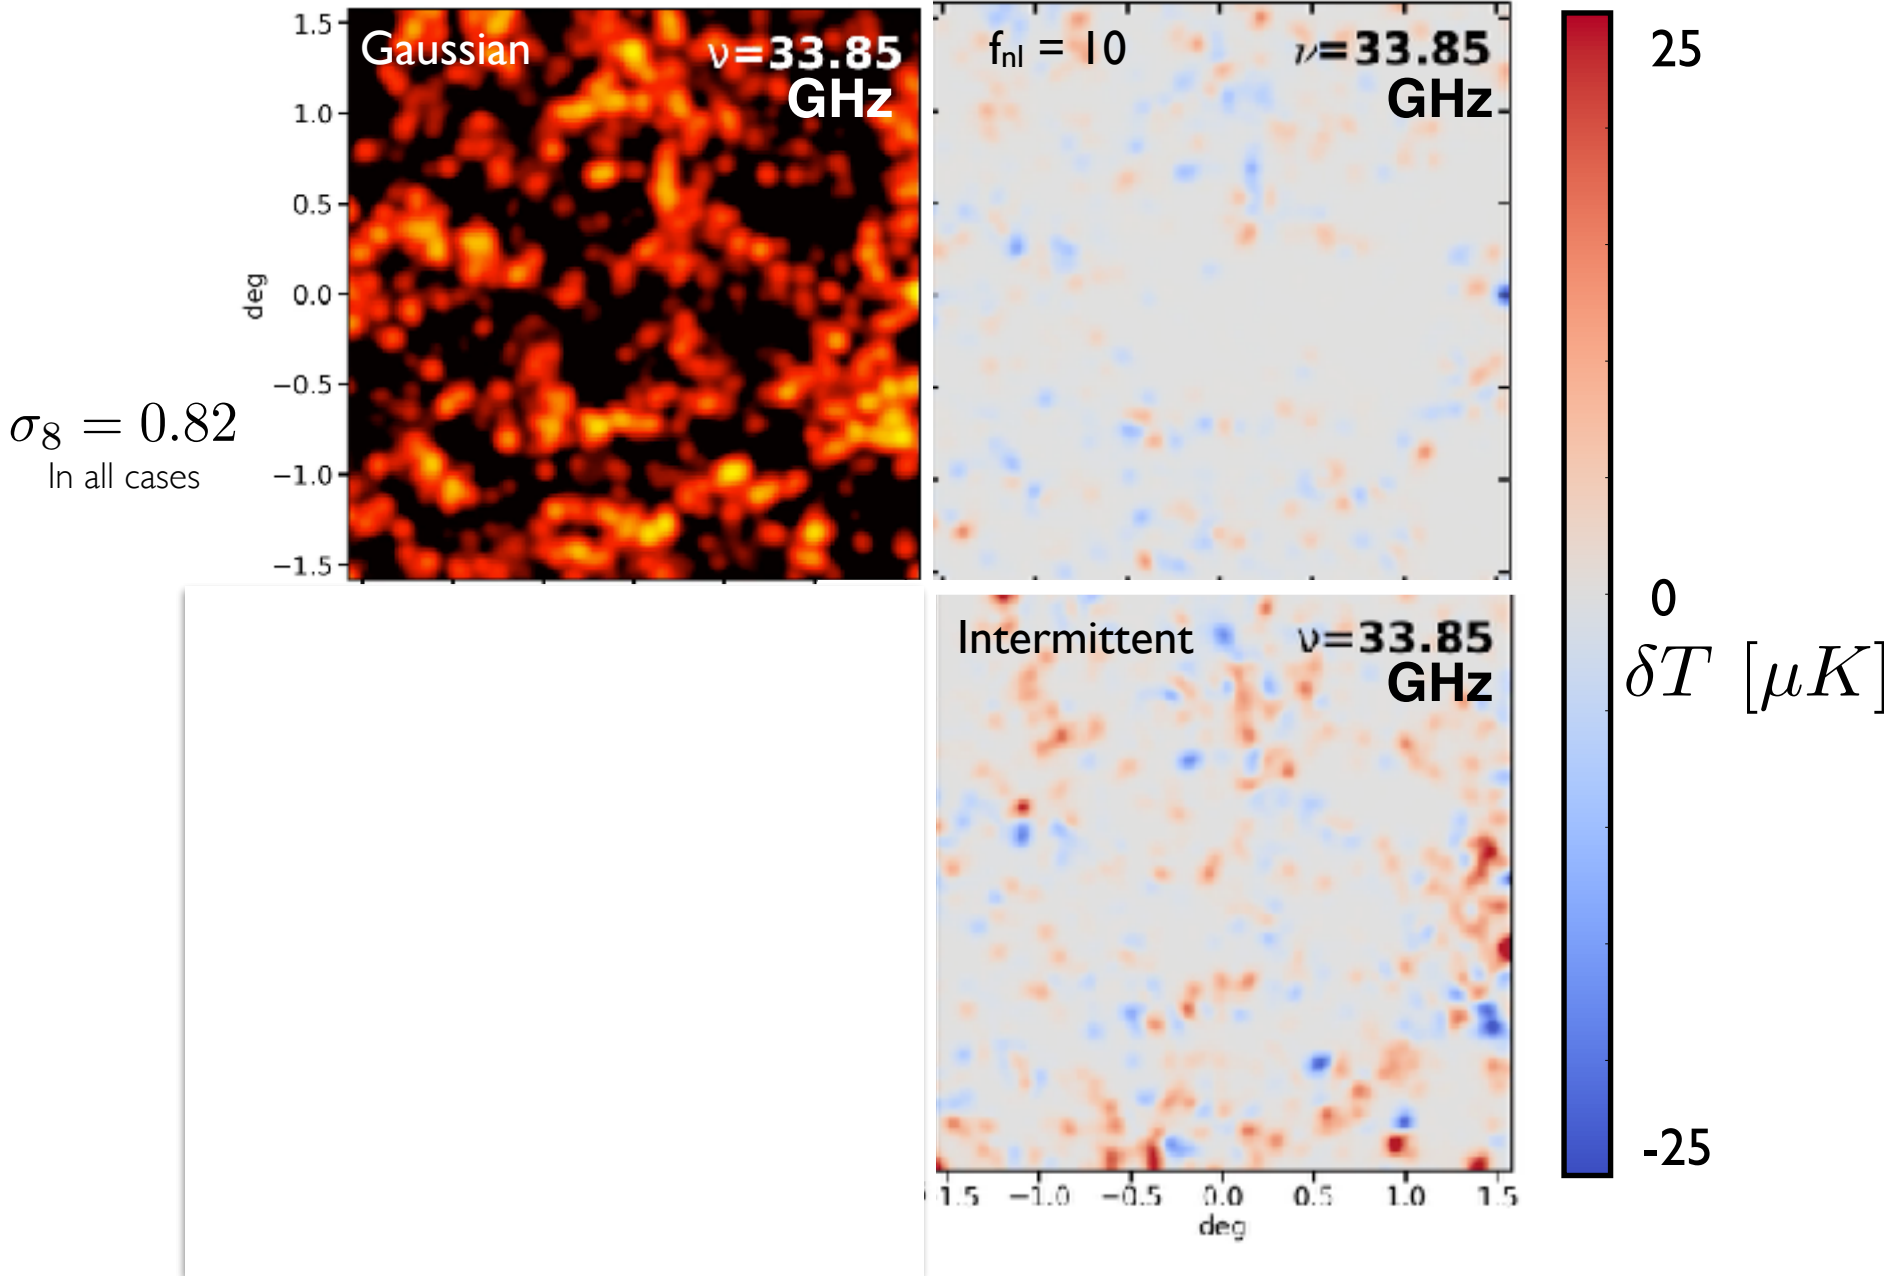 Gaussian
ν=33.85
GHz
1.5
1.0
0.5
0.0
−0.5
−1.0
−1.5
deg
σ8 = 0.82
In all cases
fnl = 10
ν=33.85
GHz
Intermittent
ν=33.85
GHz
1.5 −1.0 −0.5 0.0 0.5 1.0 1.5
deg
25
0
δT [μK]
-25